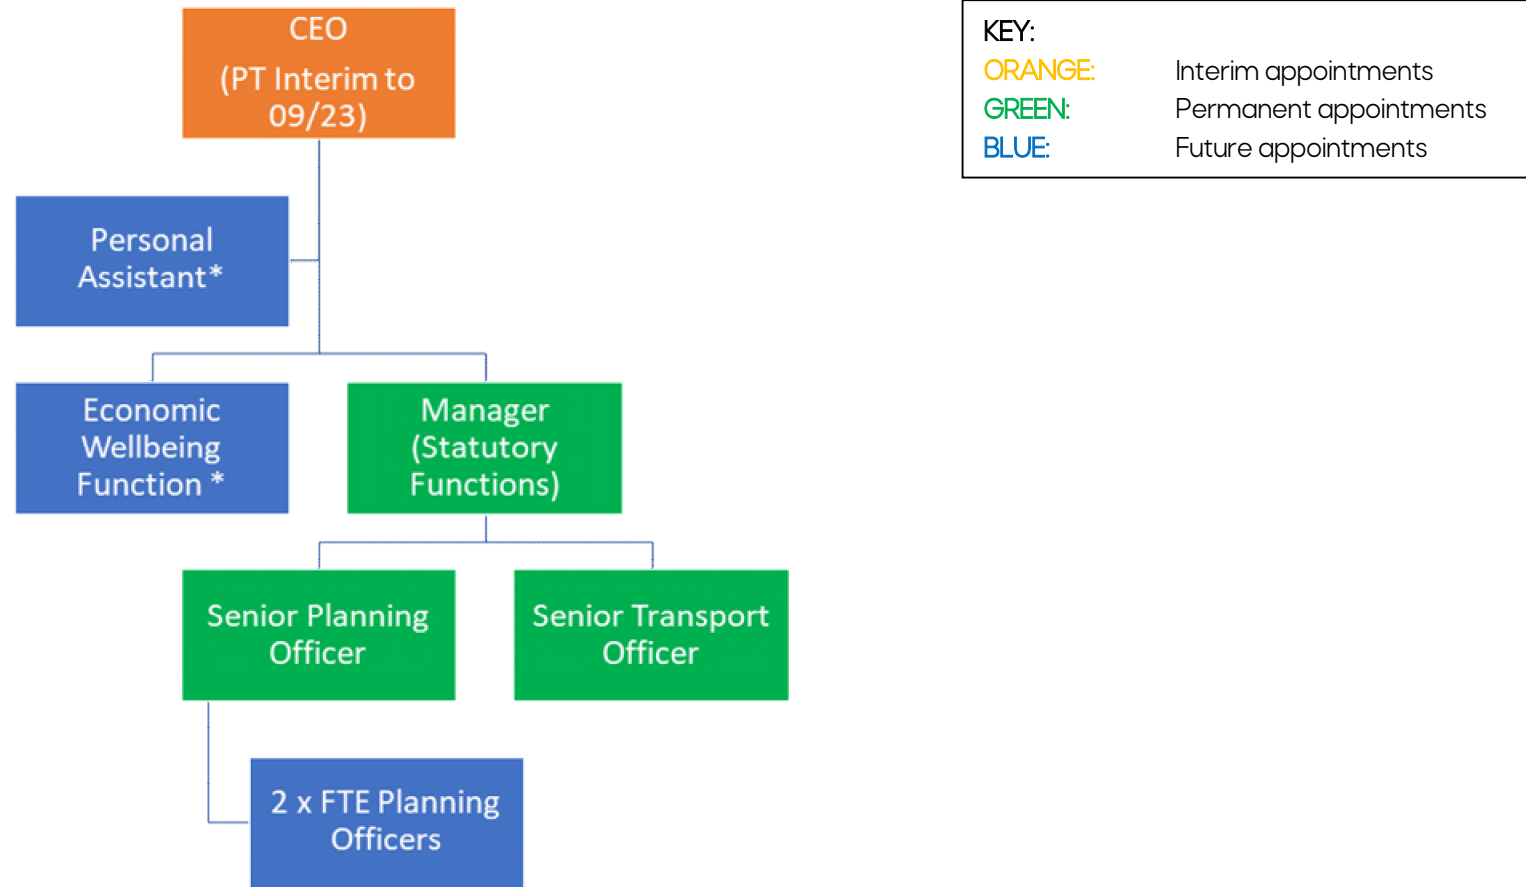 CEO
(PT Interim to
09/23)
KEY:
ORANGE: Interim appointments
GREEN: Permanent appointments
BLUE: Future appointments
Personal
Assistant*
Economic
Wellbeing
Function *
Manager
(Statutory
Functions)
Senior Planning
Officer
Senior Transport
Officer
2 x FTE Planning
Officers